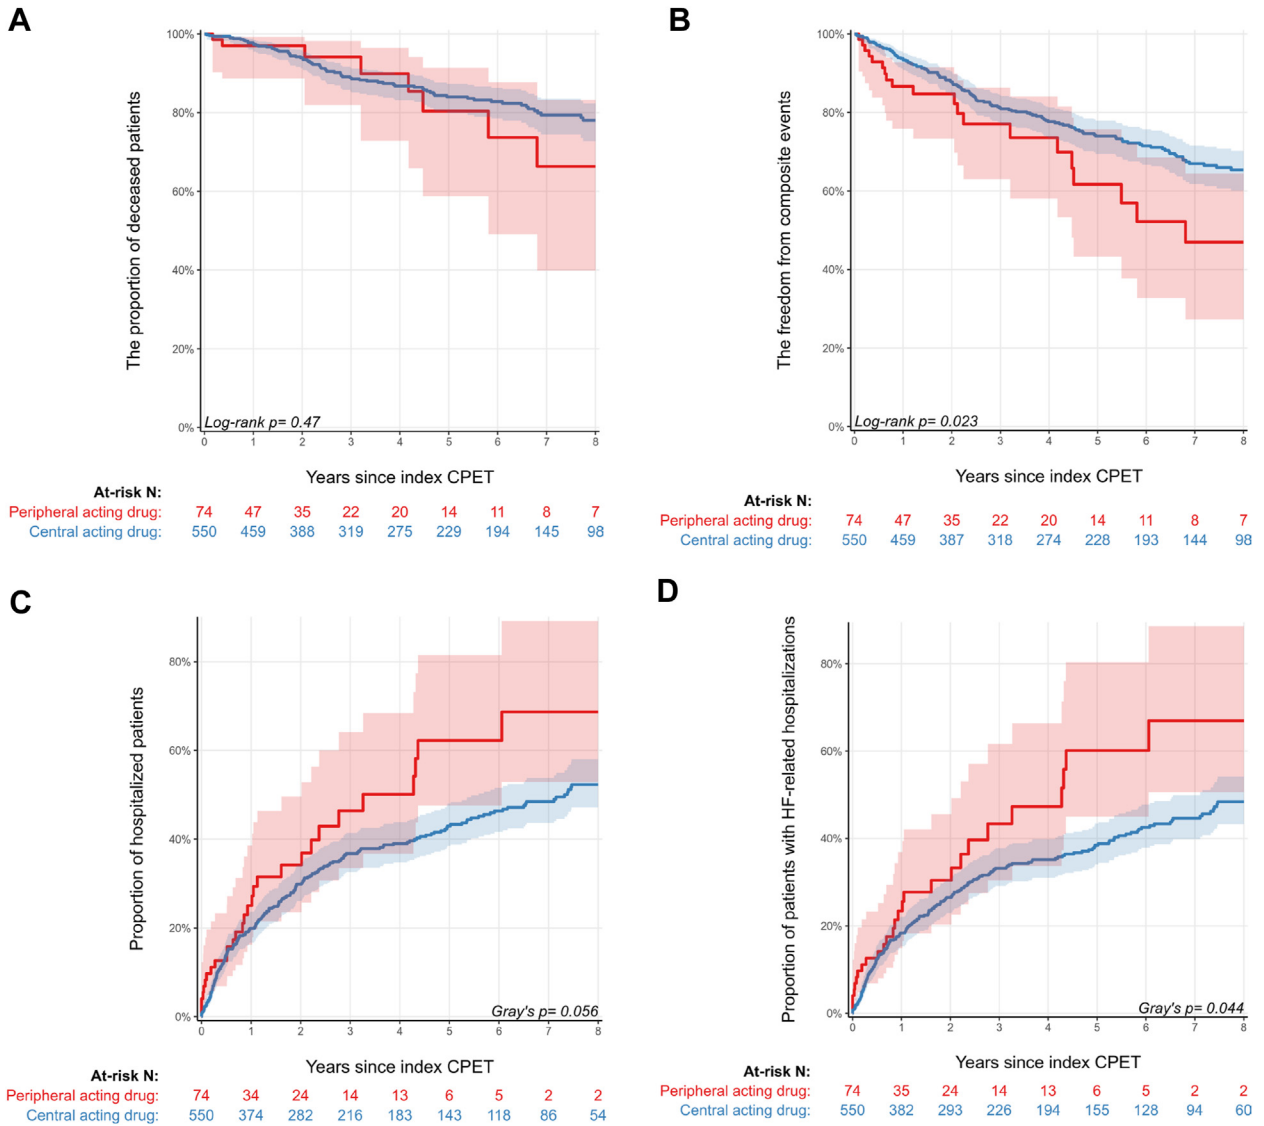 A
The proportion of deceased patients
100%
80%
60%
40%
20%
0%
Log-rank p= 0.47
0 1 2 3 4 5 6 7 8
Years since index CPET
At-risk N:
Peripheral acting drug: 74 47 35 22 20 14 11 8 7
Central acting drug: 550 459 388 319 275 229 194 145 98
B
The freedom from composite events
100%
80%
60%
40%
20%
0%
Log-rank p= 0.023
0 1 2 3 4 5 6 7 8
Years since index CPET
At-risk N:
Peripheral acting drug: 74 47 35 22 20 14 11 8 7
Central acting drug: 550 459 387 318 274 228 193 144 98
C
Proportion of hospitalized patients
80%
60%
40%
20%
0%
Gray's p= 0.056
0 1 2 3 4 5 6 7 8
Years since index CPET
At-risk N:
Peripheral acting drug: 74 34 24 14 13 6 5 2 2
Central acting drug: 550 374 282 216 183 143 118 86 54
D
Proportion of patients with HF-related hospitalizations
80%
60%
40%
20%
0%
Gray's p= 0.044
0 1 2 3 4 5 6 7 8
Years since index CPET
At-risk N:
Peripheral acting drug: 74 35 24 14 13 6 5 2 2
Central acting drug: 550 382 293 226 194 155 128 94 60